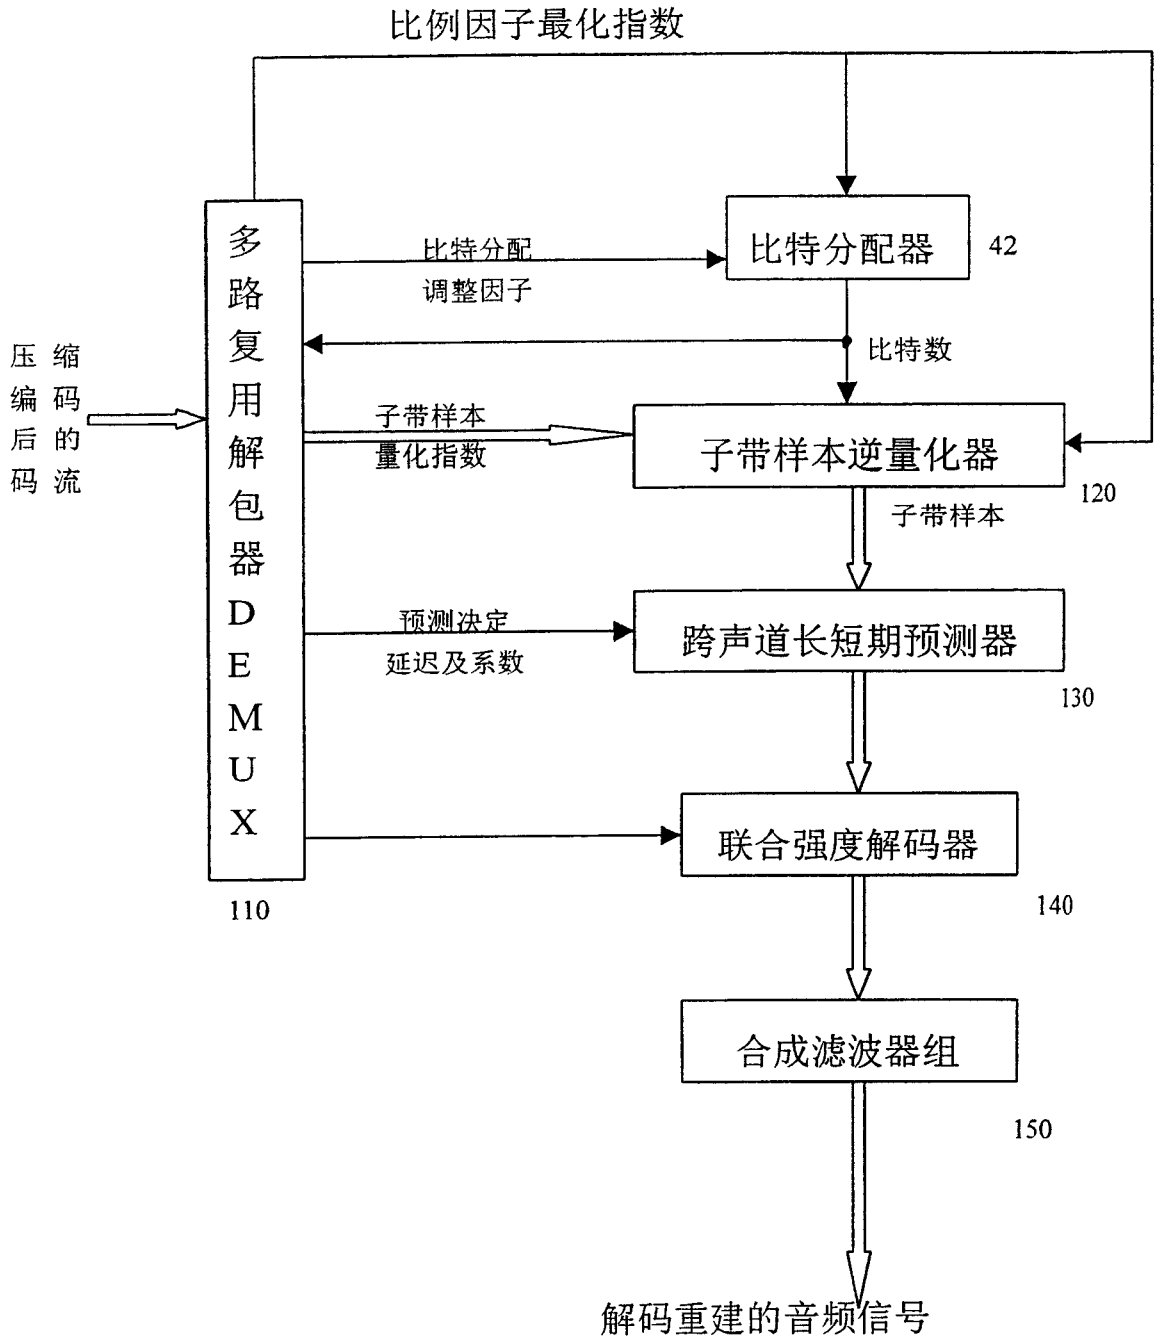 比例因子最化指数
多路复用解包器DEMUX
110
压缩
编码
后的
码流
比特分配
调整因子
比特分配器
42
比特数
子带样本
量化指数
子带样本逆量化器
120
子带样本
预测决定
延迟及系数
跨声道长短期预测器
130
联合强度解码器
140
合成滤波器组
150
解码重建的音频信号